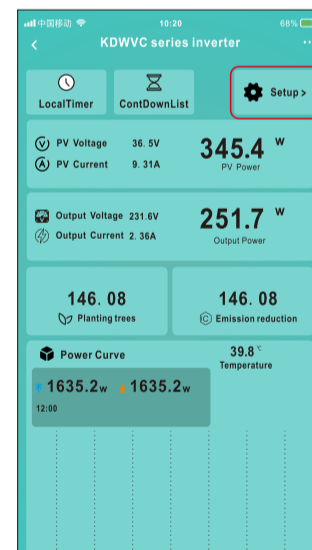 中国移动 10:20 68%
< KDWVC series inverter ...
LocalTimer ContDownList Setup >
V PV Voltage 36. 5V
A PV Current 9. 31A
345.4 W
PV Power
Output Voltage 231.6V
Output Current 2. 36A
251.7 W
Output Power
146. 08
Planting trees
146. 08
C Emission reduction
Power Curve
39.8 ℃
Temperature
1635.2w 1635.2w
12:00